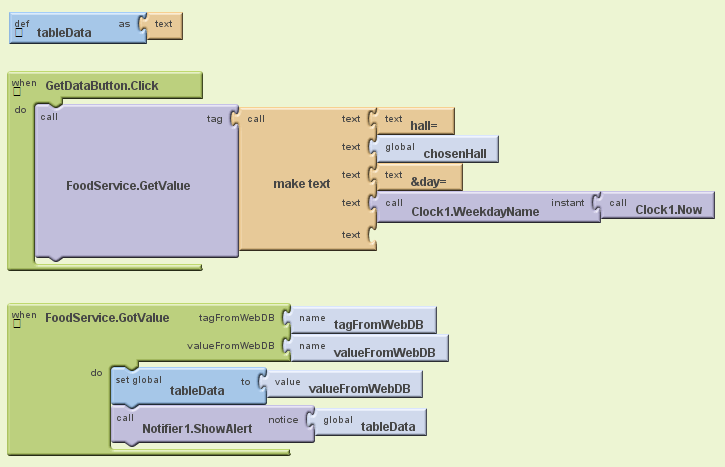 def tableData as text
when GetDataButton.Click
do call FoodService.GetValue tag call make text text text hall=
text global chosenHall
text text &day=
text call Clock1.WeekdayName instant call Clock1.Now
text
when FoodService.GotValue tagFromWebDB name tagFromWebDB
valueFromWebDB name valueFromWebDB
do set global tableData to value valueFromWebDB
call Notifier1.ShowAlert notice global tableData